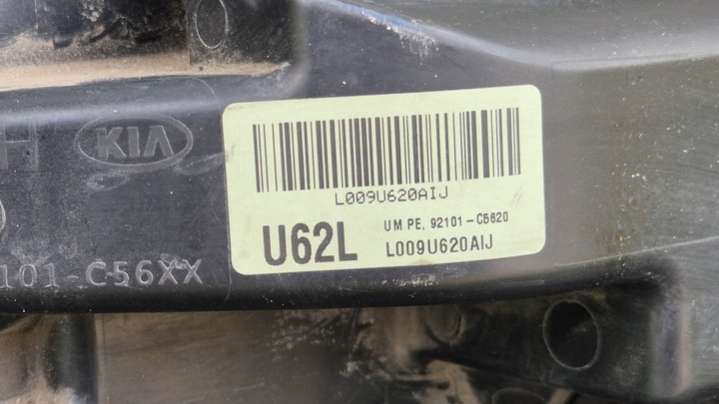 H
KIA
L009U620AIJ
U62L
UM PE, 92101-C5620
L009U620AIJ
101-C56XX